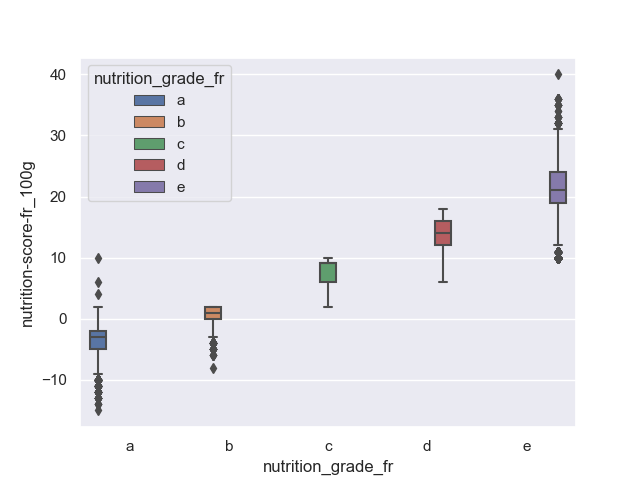 nutrition_grade_fr
a
b
c
d
e
40
30
20
10
0
−10
nutrition-score-fr_100g
a b c d e
nutrition_grade_fr